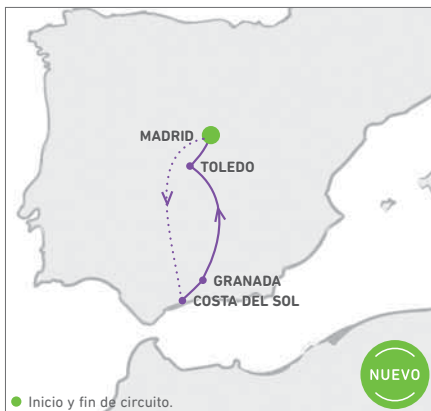 MADRID
TOLEDO
GRANADA
COSTA DEL SOL
NUEVO
Inicio y fin de circuito.